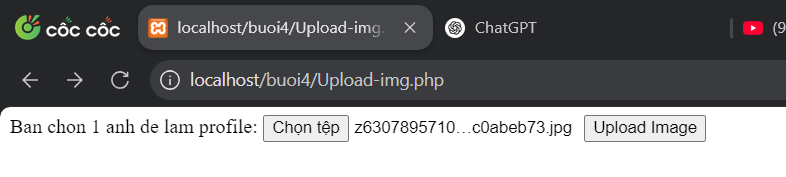 cốc cốc
localhost/buoi4/Upload-img.
ChatGPT
(9
localhost/buoi4/Upload-img.php
Ban chon 1 anh de lam profile: Chọn tệp z6307895710...c0abeb73.jpg Upload Image